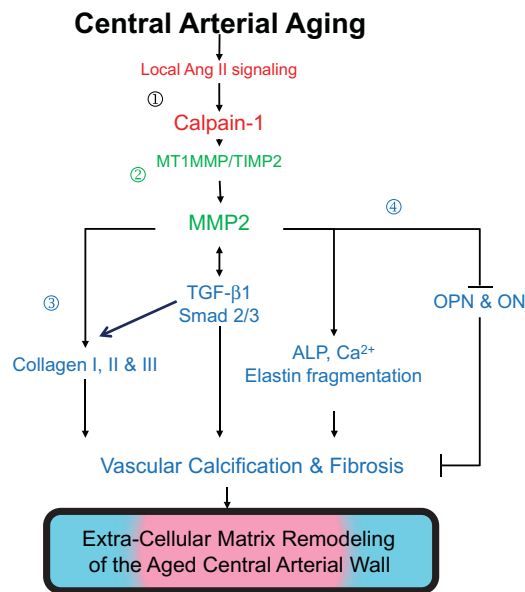 Central Arterial Aging
Local Ang II signaling
①
Calpain-1
② MT1MMP/TIMP2
④
MMP2
③
TGF-β1
Smad 2/3
OPN & ON
Collagen I, II & III
ALP, Ca²⁺
Elastin fragmentation
Vascular Calcification & Fibrosis
Extra-Cellular Matrix Remodeling
of the Aged Central Arterial Wall